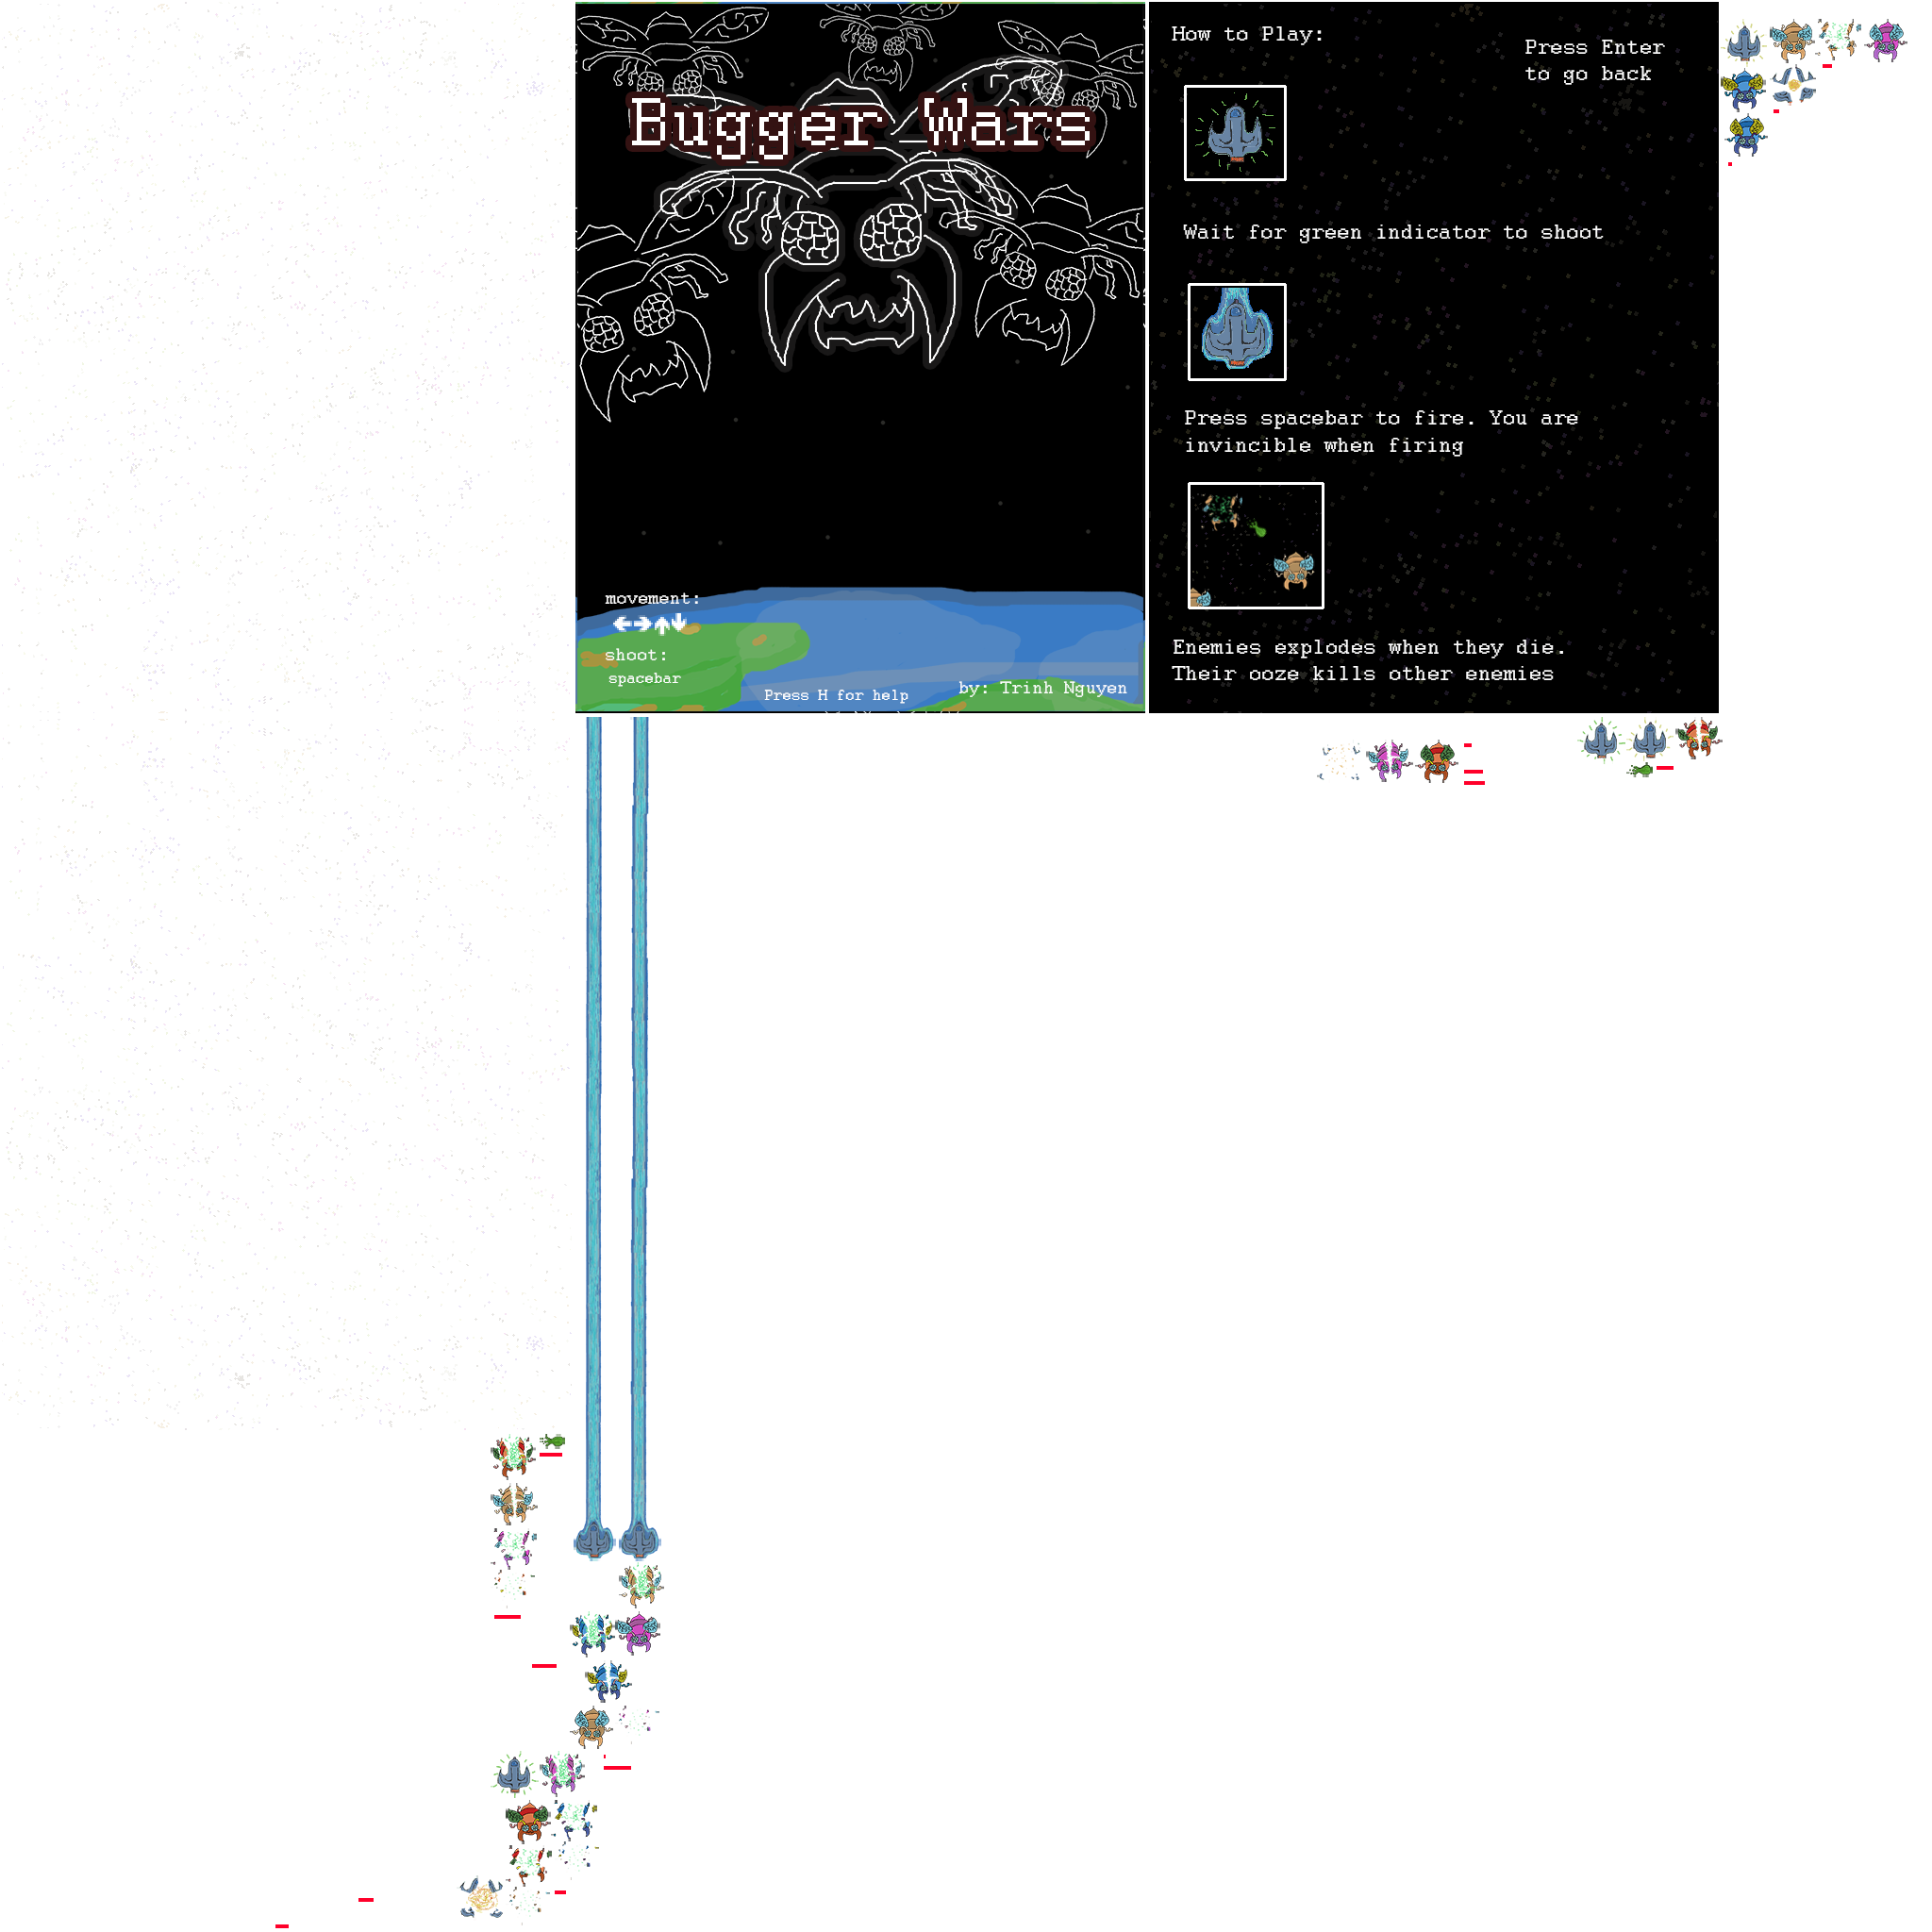 Bugger Wars
movement:
shoot:
spacebar
Press H for help
by: Trinh Nguyen
How to Play:
Press Enter
to go back
Wait for green indicator to shoot
Press spacebar to fire. You are
invincible when firing
Enemies explodes when they die.
Their ooze kills other enemies